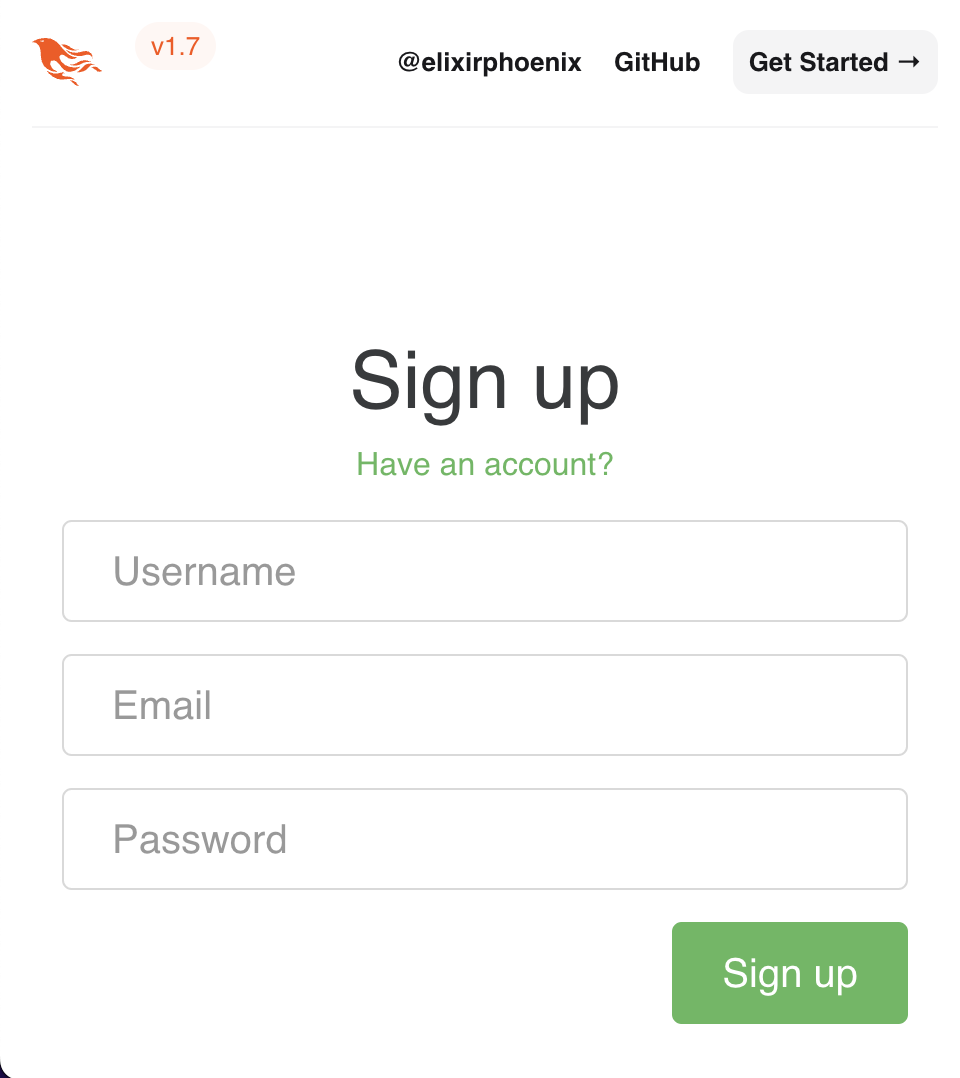 v1.7
@elixirphoenix GitHub Get Started →
Sign up
Have an account?
Username
Email
Password
Sign up